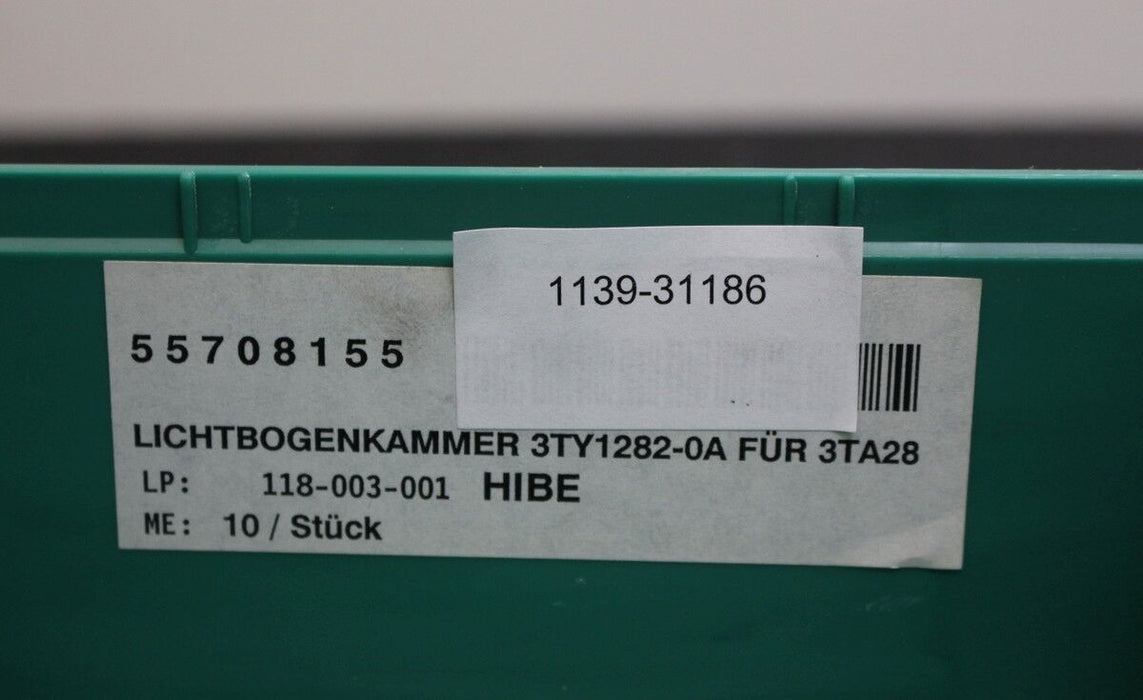 1139-31186
55708155
LICHTBOGENKAMMER 3TY1282-0A FÜR 3TA28
LP: 118-003-001 HIBE
ME: 10 / Stück